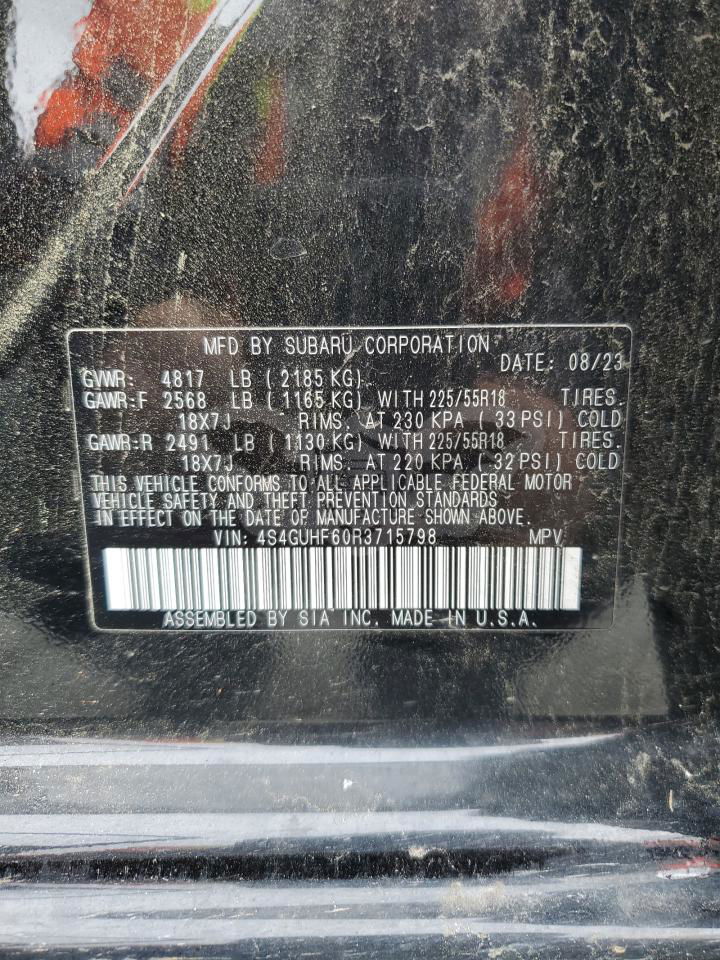 MFD BY SUBARU CORPORATION DATE: 08/23
GVWR: 4817 LB ( 2185 KG)
GAWR:F 2568 LB ( 1165 KG) WITH 225/55R18 TIRES.
18X7J RIMS. AT 230 KPA ( 33 PSI) COLD
GAWR:R 2491 LB ( 1130 KG) WITH 225/55R18 TIRES.
18X7J RIMS. AT 220 KPA ( 32 PSI) COLD
THIS VEHICLE CONFORMS TO ALL APPLICABLE FEDERAL MOTOR
VEHICLE SAFETY AND THEFT PREVENTION STANDARDS
IN EFFECT ON THE DATE OF MANUFACTURE SHOWN ABOVE.
VIN: 4S4GUHF60R3715798 MPV
ASSEMBLED BY SIA INC. MADE IN U.S.A.